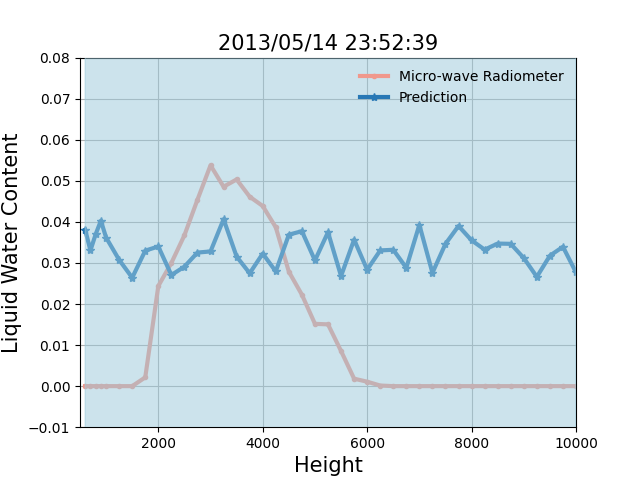 2013/05/14 23:52:39
Micro-wave Radiometer
Prediction
Liquid Water Content
0.08
0.07
0.06
0.05
0.04
0.03
0.02
0.01
0.00
−0.01
2000 4000 6000 8000 10000
Height